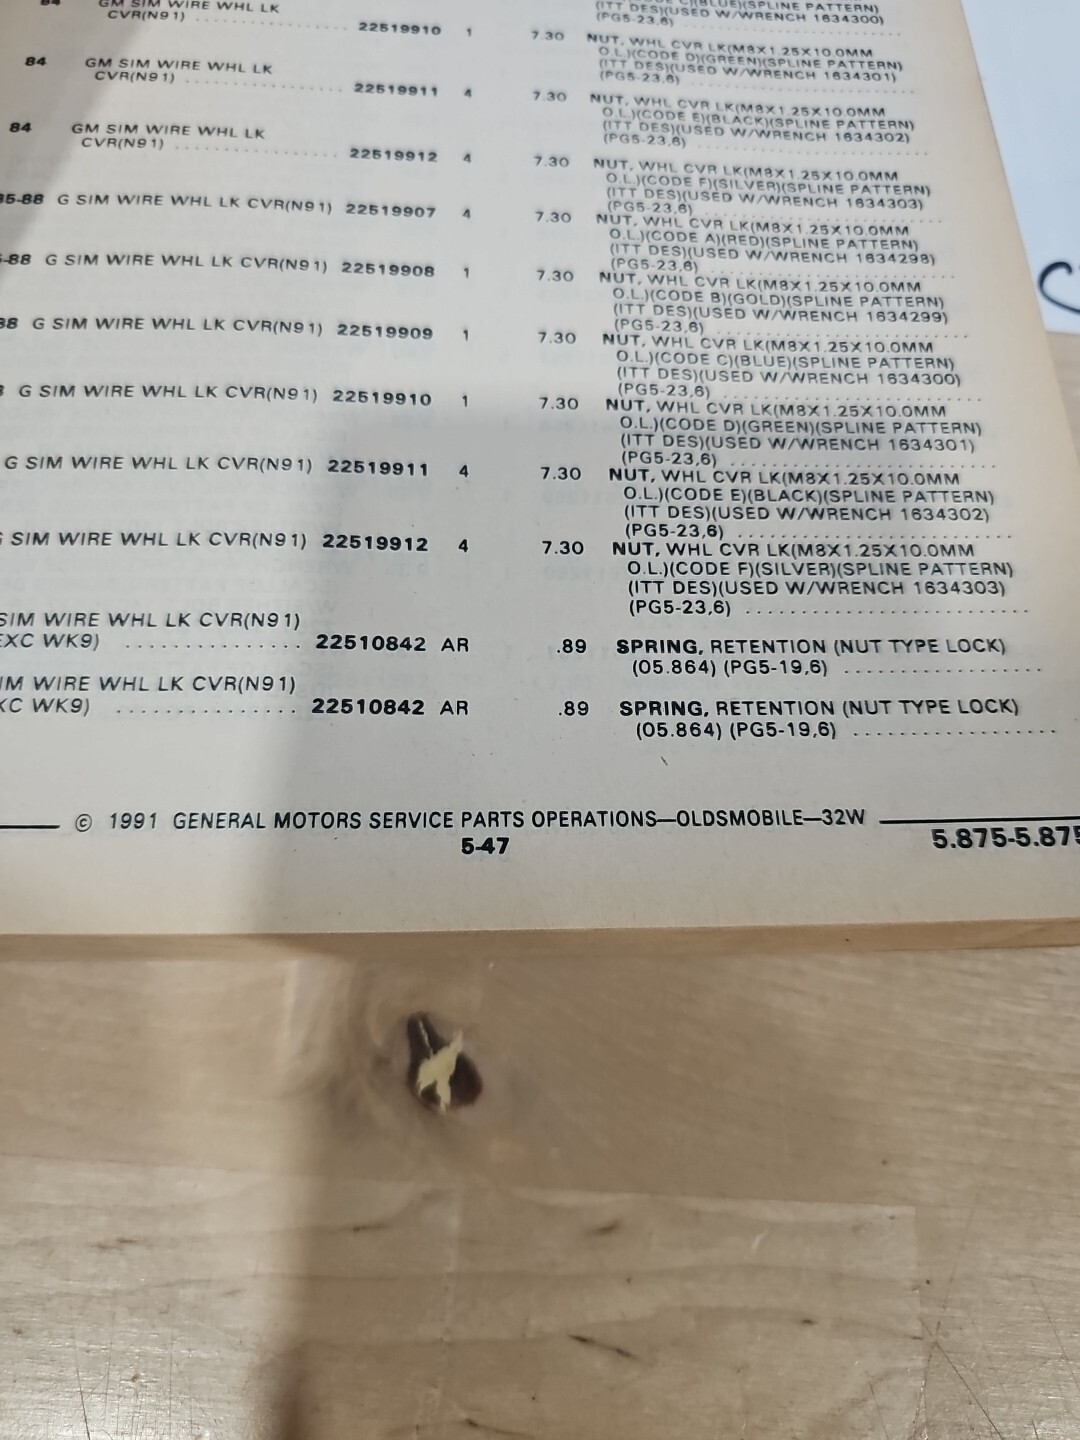 84 GM SIM WIRE WHL LK
CVR(N91) 22519910 1
84 GM SIM WIRE WHL LK
CVR(N91) 22519911 4
84 GM SIM WIRE WHL LK
CVR(N91) 22519912 4
85-88 G SIM WIRE WHL LK CVR(N91) 22519907 4
-88 G SIM WIRE WHL LK CVR(N91) 22519908 1
88 G SIM WIRE WHL LK CVR(N91) 22519909 1
G SIM WIRE WHL LK CVR(N91) 22519910 1
G SIM WIRE WHL LK CVR(N91) 22519911 4
SIM WIRE WHL LK CVR(N91) 22519912 4
SIM WIRE WHL LK CVR(N91)
EXC WK9) 22510842 AR
IM WIRE WHL LK CVR(N91)
XC WK9) 22510842 AR
(BLUE)(SPLINE PATTERN)
(ITT DES)(USED W/WRENCH 1634300)
(PG5-23,6)
7.30 NUT, WHL CVR LK(M8X1.25X10.0MM
O.L.)(CODE D)(GREEN)(SPLINE PATTERN)
(ITT DES)(USED W/WRENCH 1634301)
(PG5-23,6)
7.30 NUT, WHL CVR LK(M8X1.25X10.0MM
O.L.)(CODE E)(BLACK)(SPLINE PATTERN)
(ITT DES)(USED W/WRENCH 1634302)
(PG5-23,6)
7.30 NUT, WHL CVR LK(M8X1.25X10.0MM
O.L.)(CODE F)(SILVER)(SPLINE PATTERN)
(ITT DES)(USED W/WRENCH 1634303)
(PG5-23,6)
7.30 NUT, WHL CVR LK(M8X1.25X10.0MM
O.L.)(CODE A)(RED)(SPLINE PATTERN)
(ITT DES)(USED W/WRENCH 1634298)
(PG5-23,6)
7.30 NUT, WHL CVR LK(M8X1.25X10.0MM
O.L.)(CODE B)(GOLD)(SPLINE PATTERN)
(ITT DES)(USED W/WRENCH 1634299)
(PG5-23,6)
7.30 NUT, WHL CVR LK(M8X1.25X10.0MM
O.L.)(CODE C)(BLUE)(SPLINE PATTERN)
(ITT DES)(USED W/WRENCH 1634300)
(PG5-23,6)
7.30 NUT, WHL CVR LK(M8X1.25X10.0MM
O.L.)(CODE D)(GREEN)(SPLINE PATTERN)
(ITT DES)(USED W/WRENCH 1634301)
(PG5-23,6)
7.30 NUT, WHL CVR LK(M8X1.25X10.0MM
O.L.)(CODE E)(BLACK)(SPLINE PATTERN)
(ITT DES)(USED W/WRENCH 1634302)
(PG5-23,6)
7.30 NUT, WHL CVR LK(M8X1.25X10.0MM
O.L.)(CODE F)(SILVER)(SPLINE PATTERN)
(ITT DES)(USED W/WRENCH 1634303)
(PG5-23,6)
.89 SPRING, RETENTION (NUT TYPE LOCK)
(05.864) (PG5-19,6)
.89 SPRING, RETENTION (NUT TYPE LOCK)
(05.864) (PG5-19,6)
© 1991 GENERAL MOTORS SERVICE PARTS OPERATIONS—OLDSMOBILE—32W
5-47
5.875-5.875